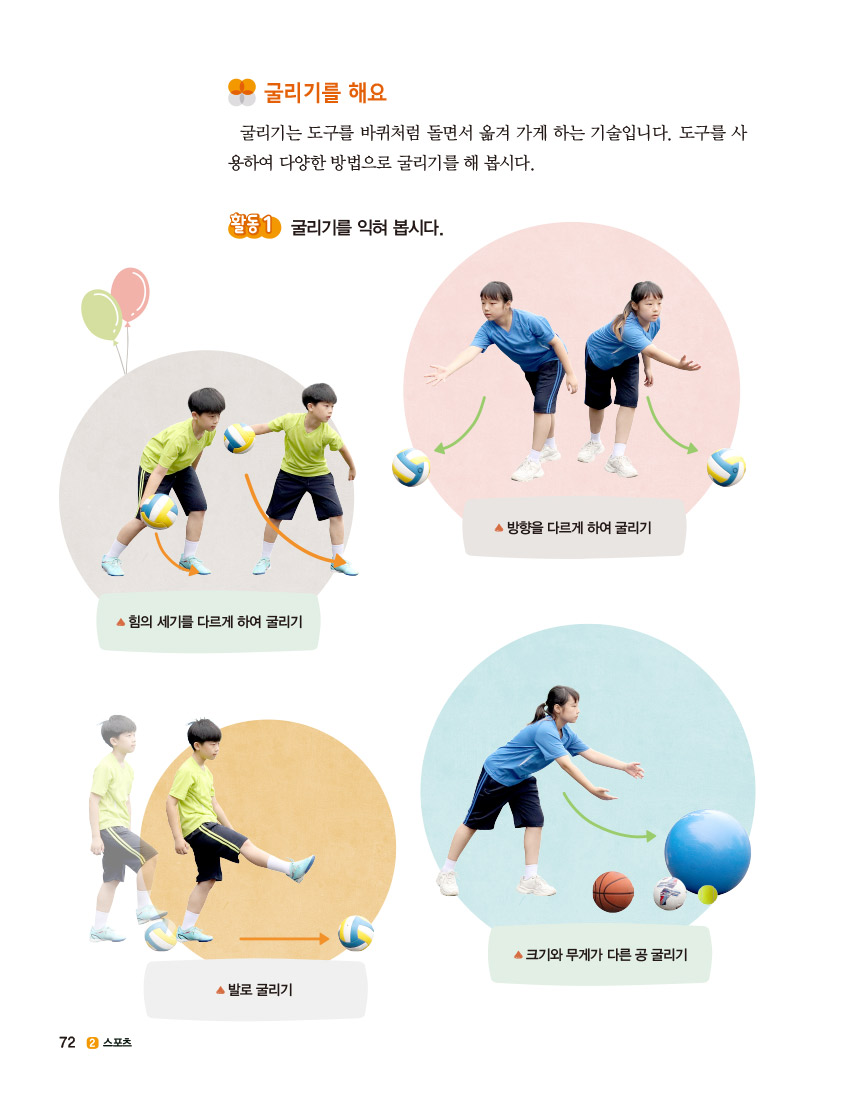 굴리기를 해요
굴리기는 도구를 바퀴처럼 돌면서 옮겨 가게 하는 기술입니다. 도구를 사
용하여 다양한 방법으로 굴리기를 해 봅시다.
활동 1 굴리기를 익혀 봅시다.
▲ 방향을 다르게 하여 굴리기
▲ 힘의 세기를 다르게 하여 굴리기
▲ 크기와 무게가 다른 공 굴리기
▲ 발로 굴리기
72 2 스포츠